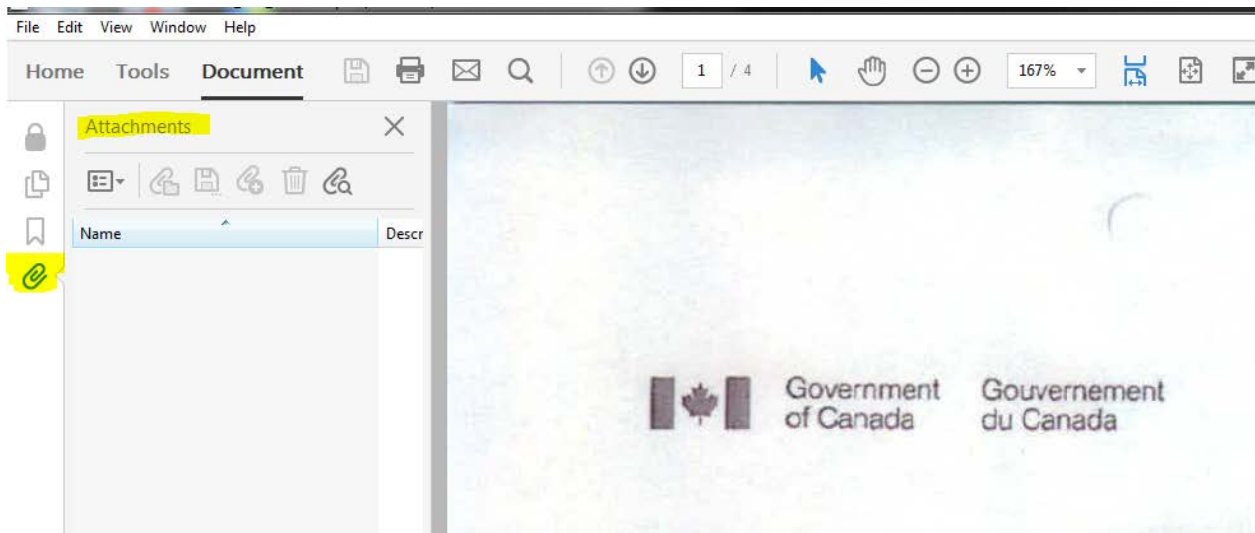 File Edit View Window Help
Home Tools Document 1 / 4 167%
Attachments
Name Descr
Government Gouvernement
of Canada du Canada